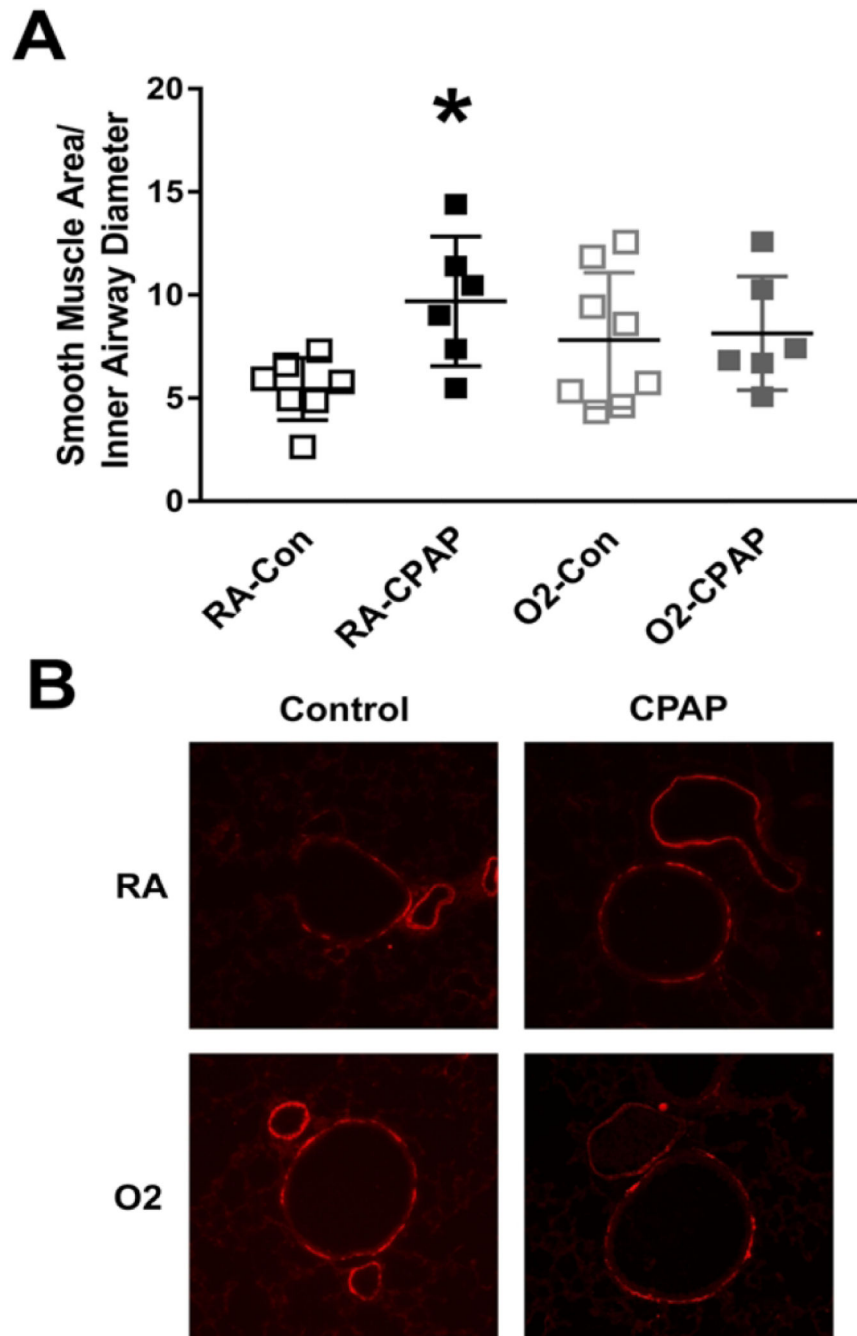 A
Smooth Muscle Area/
Inner Airway Diameter
20
15
10
5
0
*
RA-Con
RA-CPAP
O2-Con
O2-CPAP
B
Control
CPAP
RA
O2